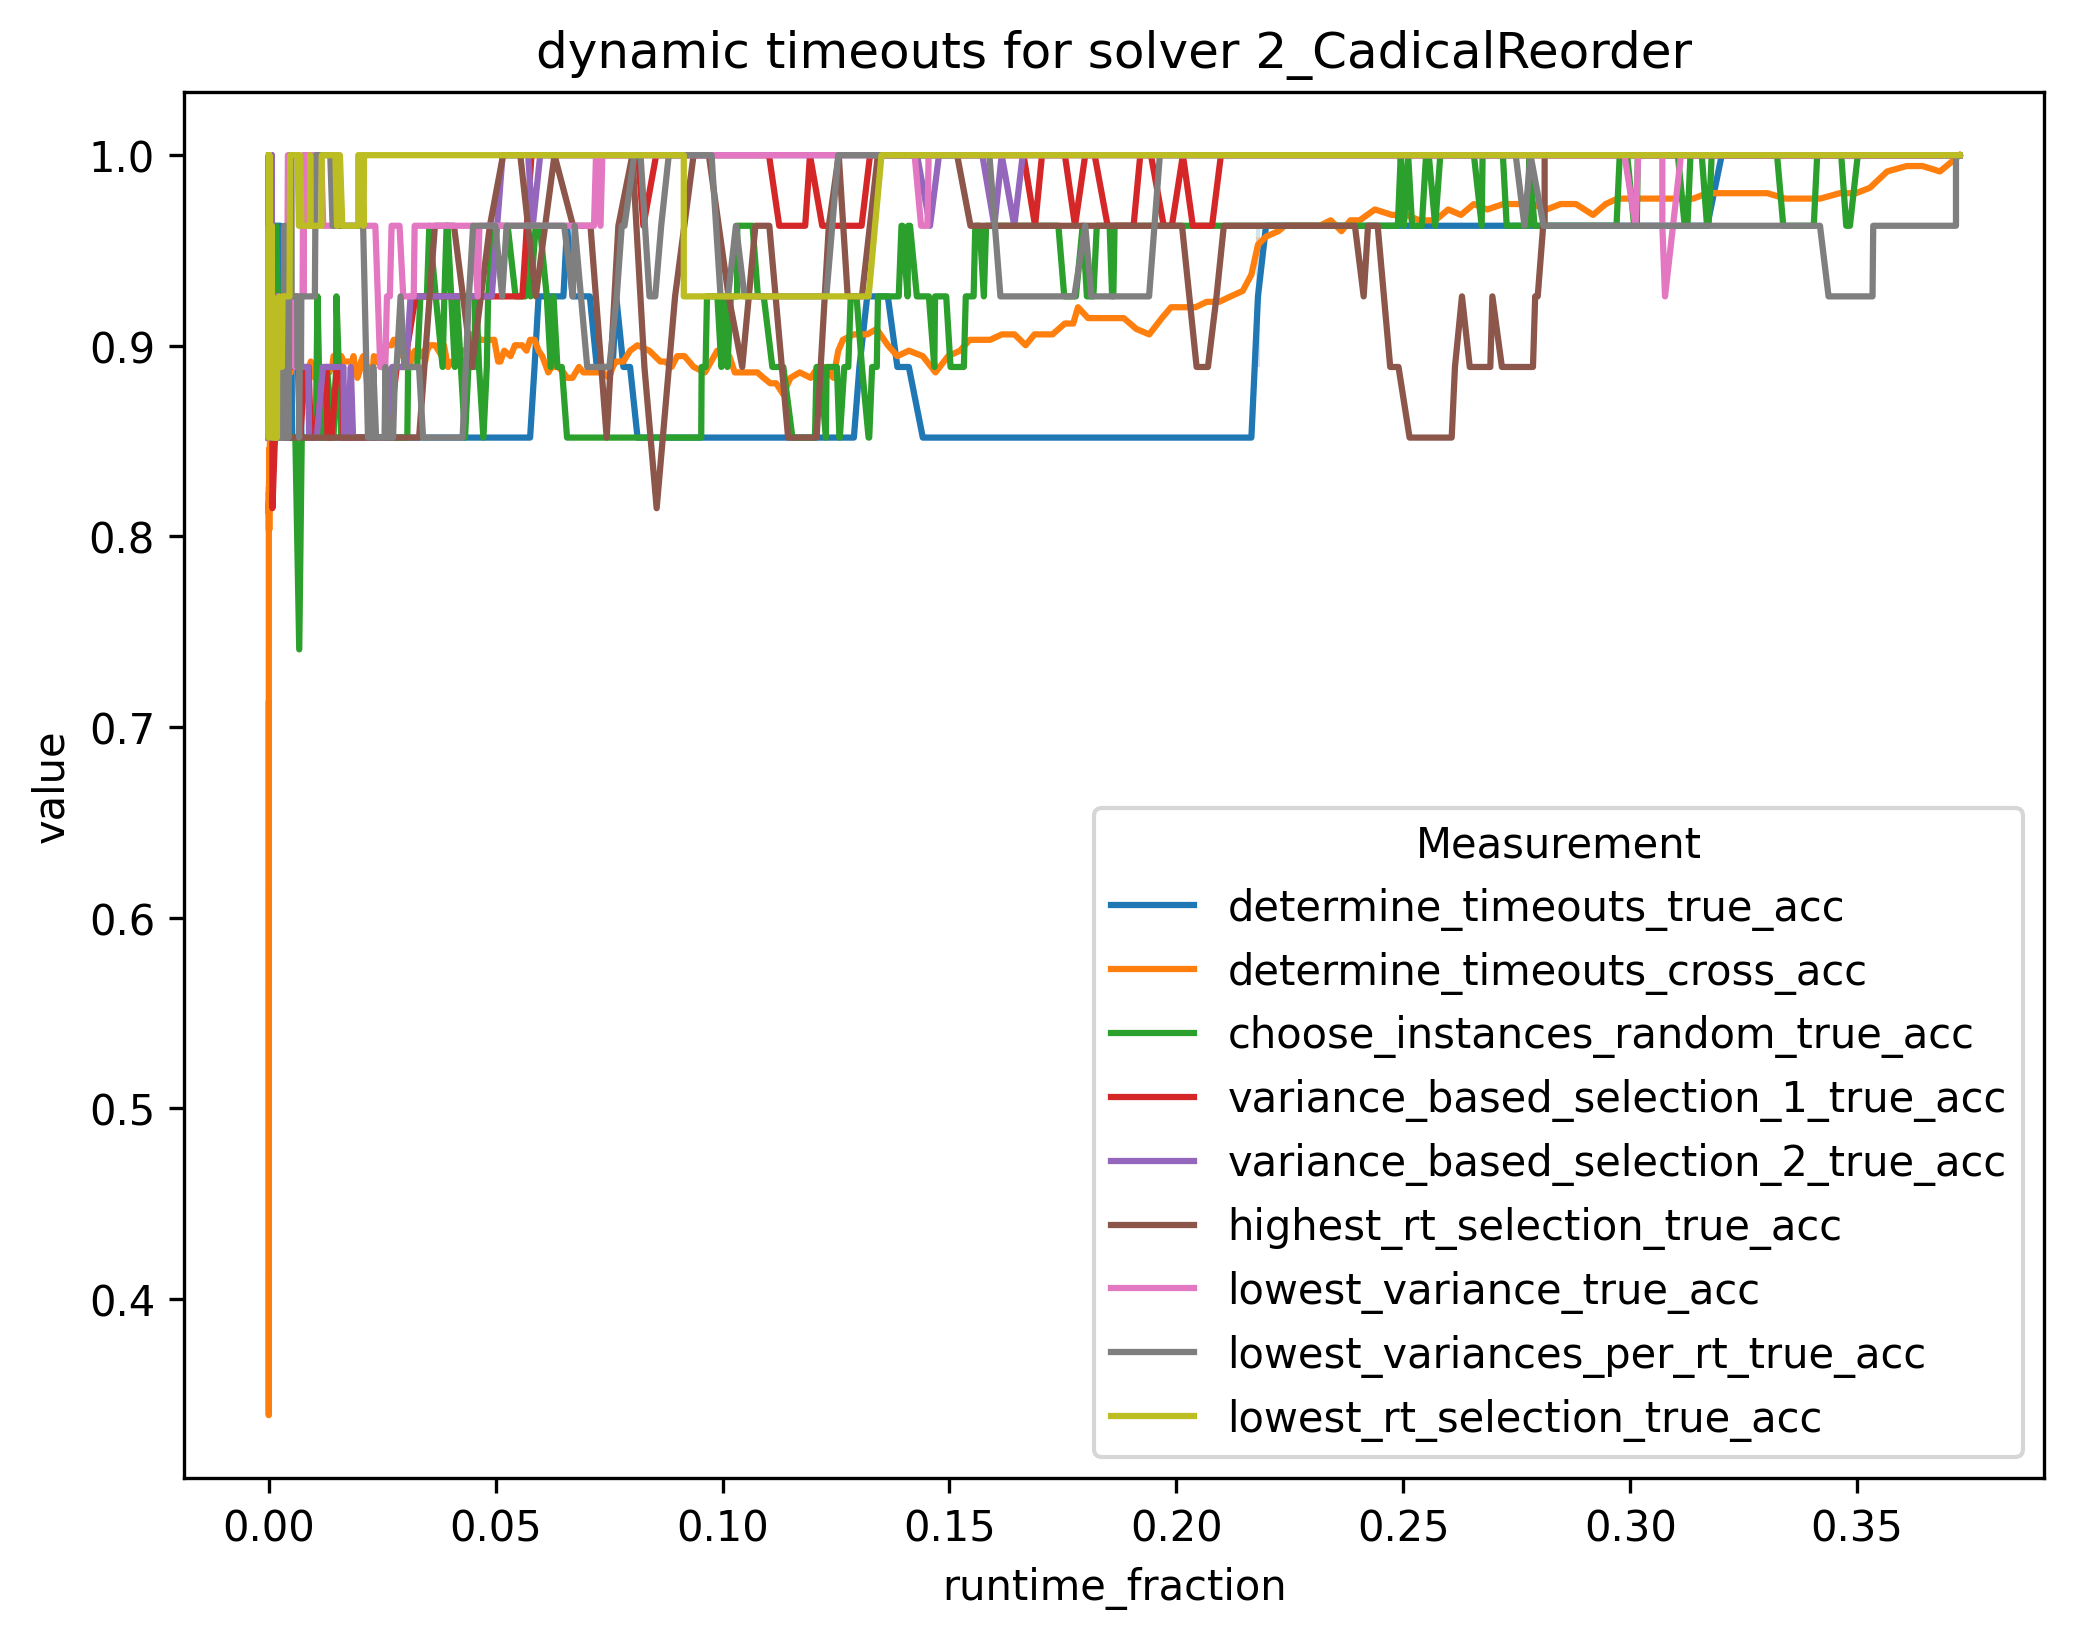 dynamic timeouts for solver 2_CadicalReorder
1.0
0.9
0.8
0.7
0.6
0.5
0.4
value
Measurement
determine_timeouts_true_acc
determine_timeouts_cross_acc
choose_instances_random_true_acc
variance_based_selection_1_true_acc
variance_based_selection_2_true_acc
highest_rt_selection_true_acc
lowest_variance_true_acc
lowest_variances_per_rt_true_acc
lowest_rt_selection_true_acc
0.00 0.05 0.10 0.15 0.20 0.25 0.30 0.35
runtime_fraction